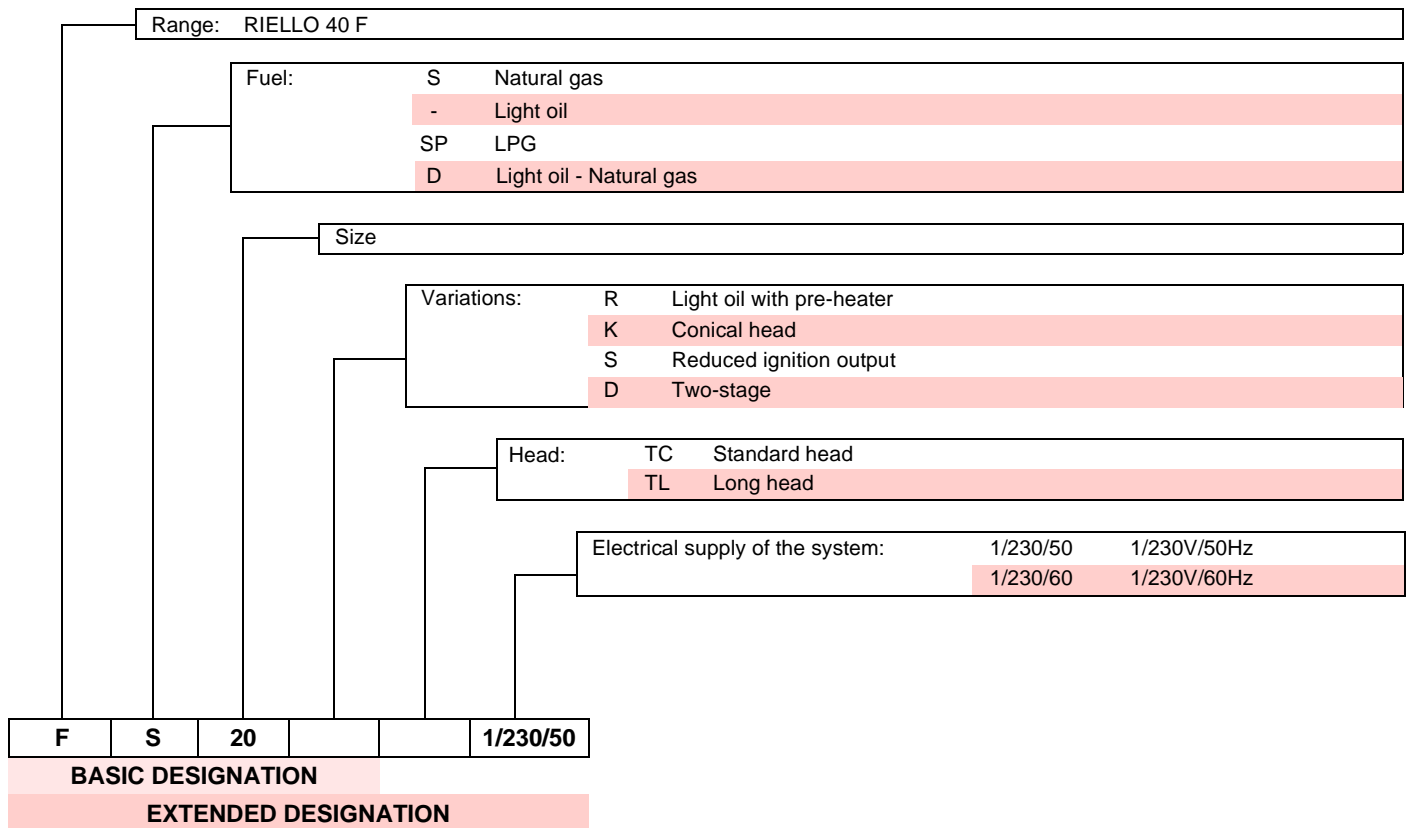 Range: RIELLO 40 F
Fuel: S Natural gas
- Light oil
SP LPG
D Light oil - Natural gas
Size
Variations: R Light oil with pre-heater
K Conical head
S Reduced ignition output
D Two-stage
Head: TC Standard head
TL Long head
Electrical supply of the system: 1/230/50 1/230V/50Hz
1/230/60 1/230V/60Hz
F S 20 1/230/50
BASIC DESIGNATION
EXTENDED DESIGNATION